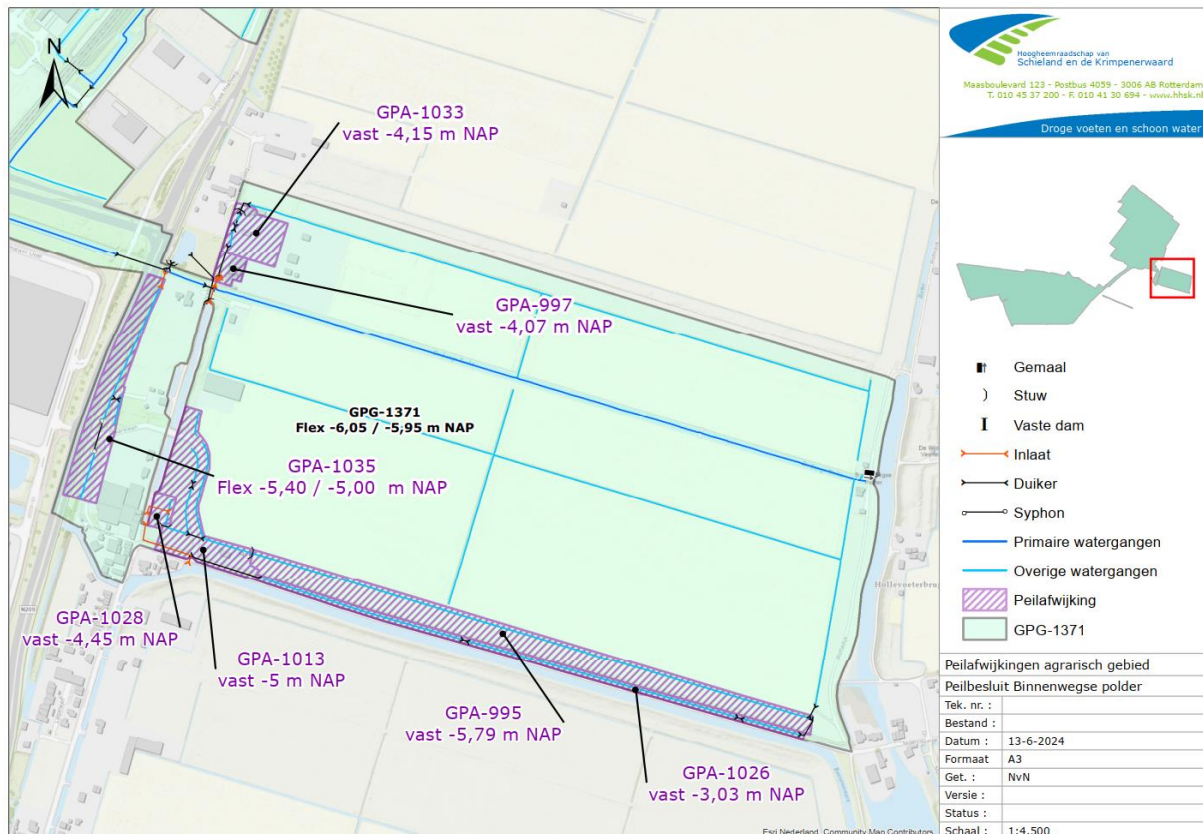 N
GPA-1033
vast -4,15 m NAP
GPA-997
vast -4,07 m NAP
GPG-1371
Flex -6,05 / -5,95 m NAP
GPA-1035
Flex -5,40 / -5,00 m NAP
GPA-1028
vast -4,45 m NAP
GPA-1013
vast -5 m NAP
GPA-995
vast -5,79 m NAP
GPA-1026
vast -3,03 m NAP
Hollevoeterbrug
N209
Esri Nederland, Community Map Contributors
Hoogheemraadschap van
Schieland en de Krimpenerwaard
Maasboulevard 123 - Postbus 4059 - 3006 AB Rotterdam
T. 010 45 37 200 - F. 010 41 30 694 - www.hhsk.nl
Droge voeten en schoon water
Gemaal
Stuw
Vaste dam
Inlaat
Duiker
Syphon
Primaire watergangen
Overige watergangen
Peilafwijking
GPG-1371
Peilafwijkingen agrarisch gebied
Peilbesluit Binnenwegse polder
Tek. nr. :
Bestand :
Datum : 13-6-2024
Formaat A3
Get. : NvN
Versie :
Status :
Schaal : 1:4.500